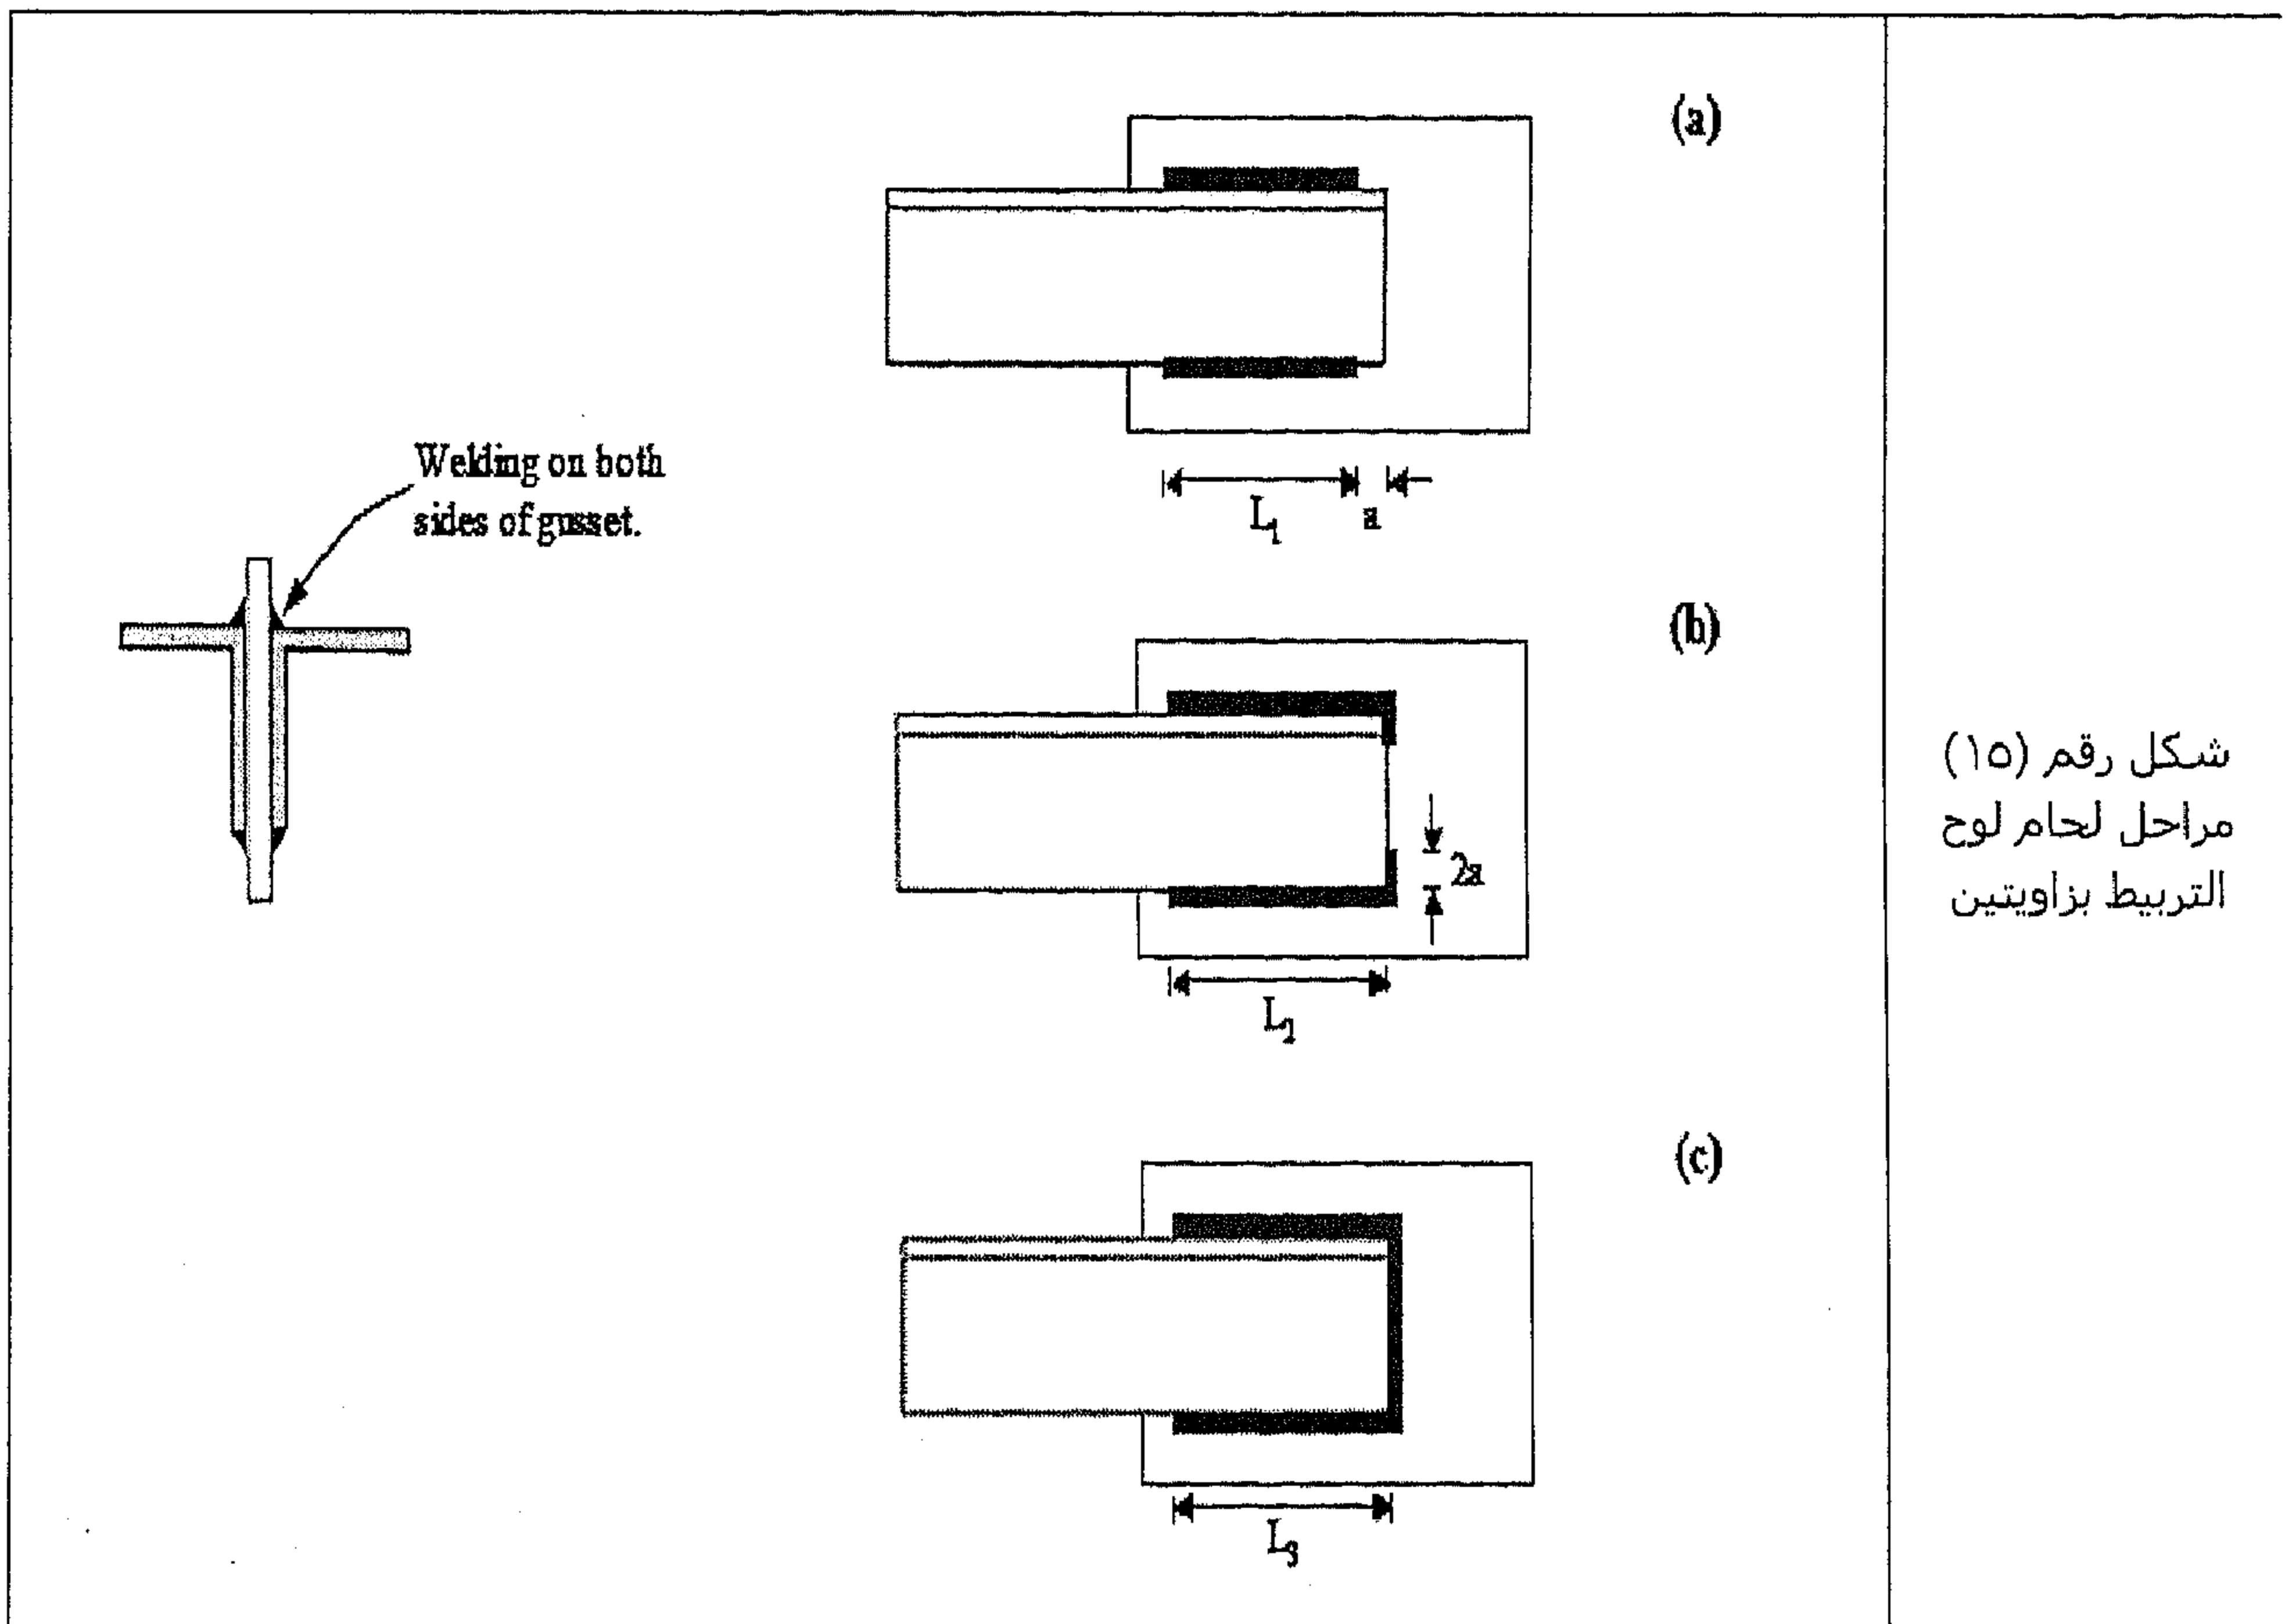 (a)
L₁ a
Welding on both
sides of gusset.
(b)
2a
L₂
(c)
L₃
شكل رقم (١٥)
مراحل لحام لوح
التربيط بزاويتين